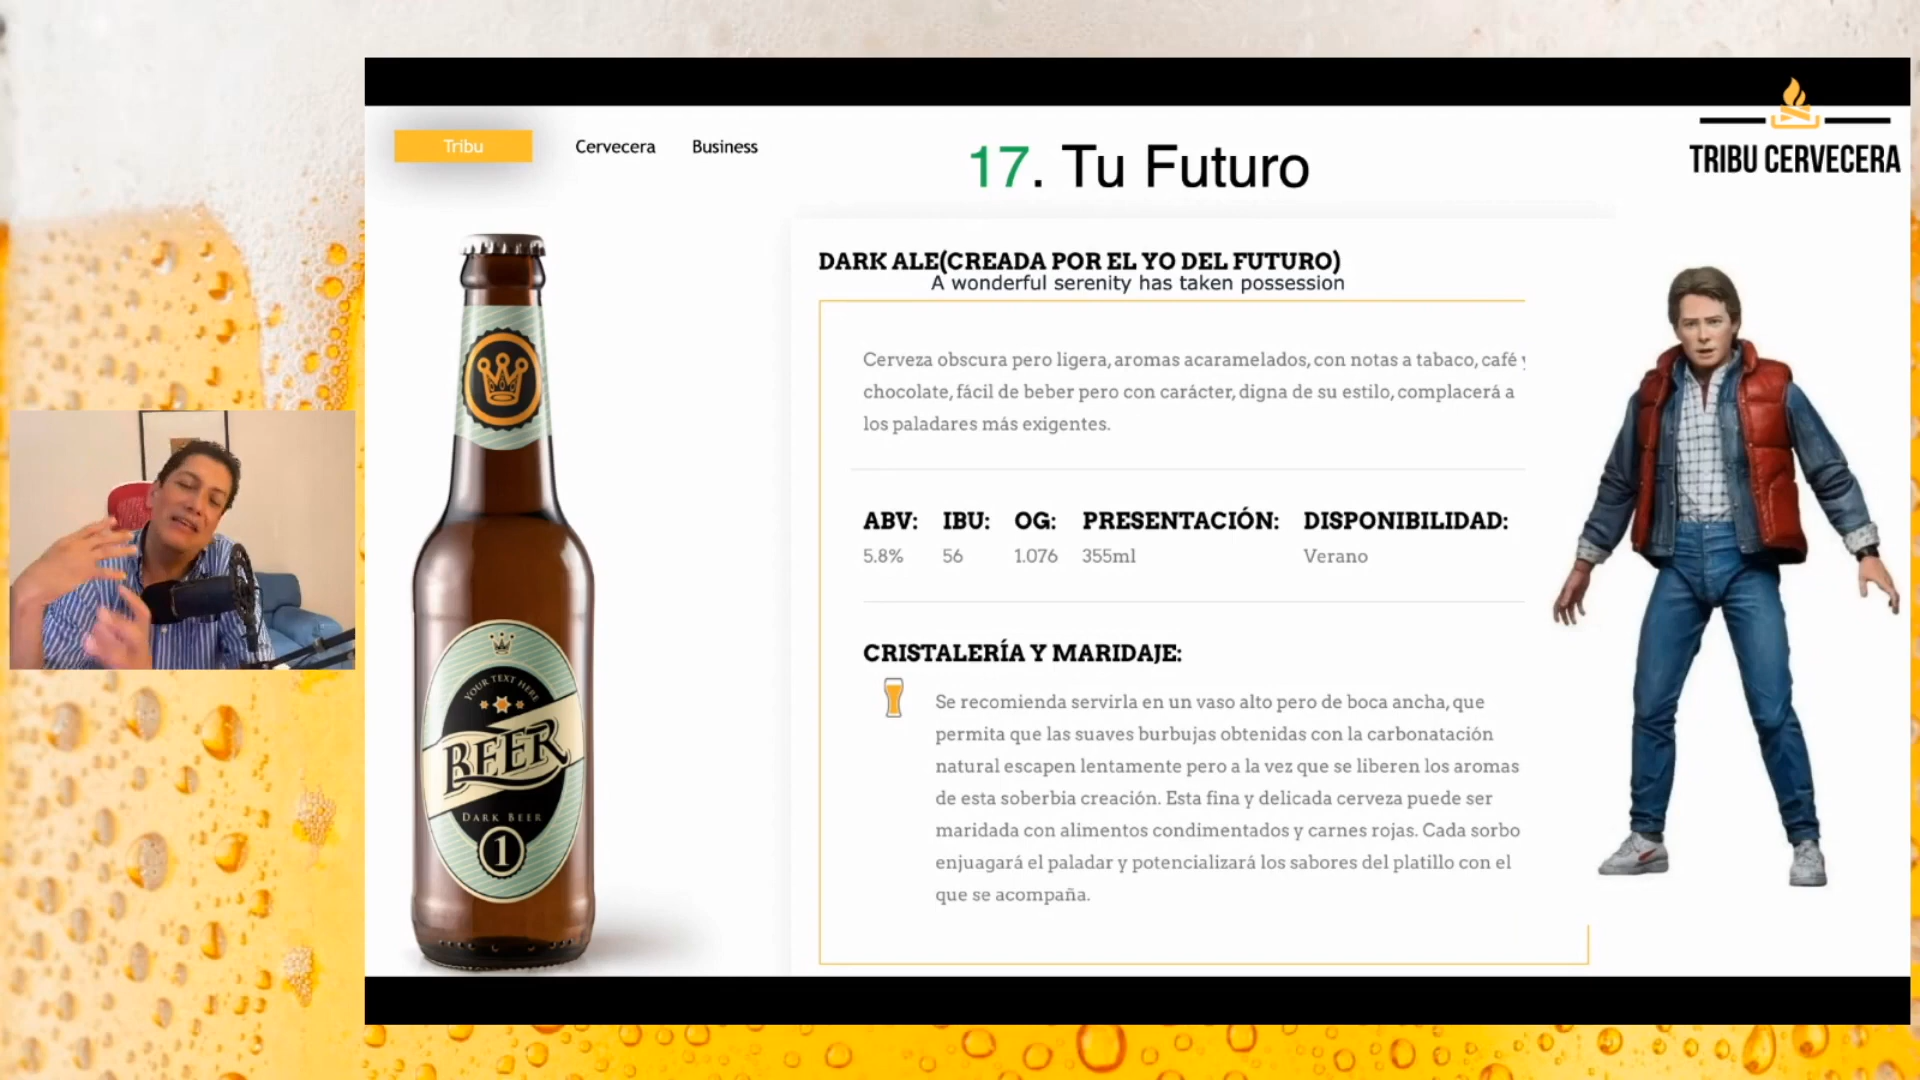 Tribu
Cervecera
Business
17. Tu Futuro
TRIBU CERVECERA
DARK ALE(CREADA POR EL YO DEL FUTURO)
A wonderful serenity has taken possession
Cerveza obscura pero ligera, aromas acaramelados, con notas a tabaco, café y
chocolate, fácil de beber pero con carácter, digna de su estilo, complacerá a
los paladares más exigentes.
ABV: IBU: OG: PRESENTACIÓN: DISPONIBILIDAD:
5.8% 56 1.076 355ml Verano
CRISTALERÍA Y MARIDAJE:
Se recomienda servirla en un vaso alto pero de boca ancha, que
permita que las suaves burbujas obtenidas con la carbonatación
natural escapen lentamente pero a la vez que se liberen los aromas
de esta soberbia creación. Esta fina y delicada cerveza puede ser
maridada con alimentos condimentados y carnes rojas. Cada sorbo
enjuagará el paladar y potencializará los sabores del platillo con el
que se acompaña.
YOUR TEXT HERE
BEER
DARK BEER
1